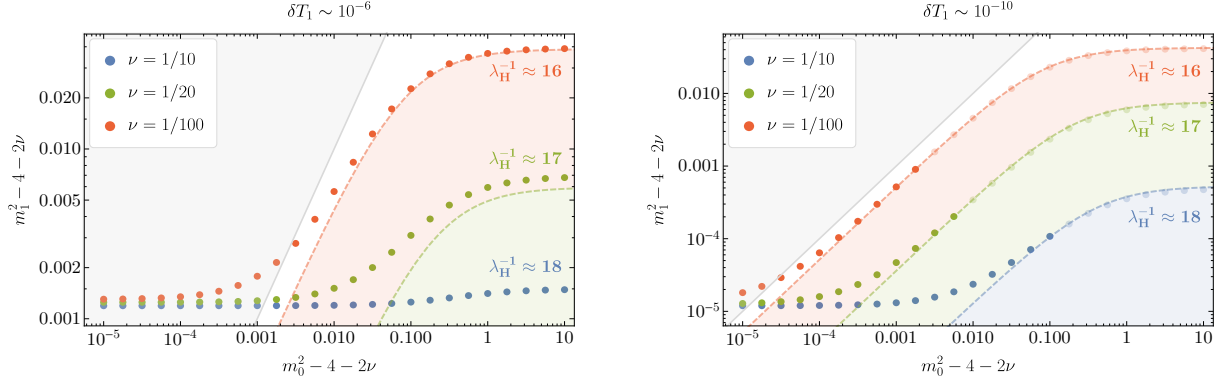 δT₁ ∼ 10⁻⁶
ν = 1/10
ν = 1/20
ν = 1/100
λ_H⁻¹ ≈ 16
λ_H⁻¹ ≈ 17
λ_H⁻¹ ≈ 18
0.020
0.010
0.005
0.002
0.001
m₁² − 4 − 2ν
10⁻⁵ 10⁻⁴ 0.001 0.010 0.100 1 10
m₀² − 4 − 2ν
δT₁ ∼ 10⁻¹⁰
ν = 1/10
ν = 1/20
ν = 1/100
λ_H⁻¹ ≈ 16
λ_H⁻¹ ≈ 17
λ_H⁻¹ ≈ 18
0.010
0.001
10⁻⁴
10⁻⁵
m₁² − 4 − 2ν
10⁻⁵ 10⁻⁴ 0.001 0.010 0.100 1 10
m₀² − 4 − 2ν